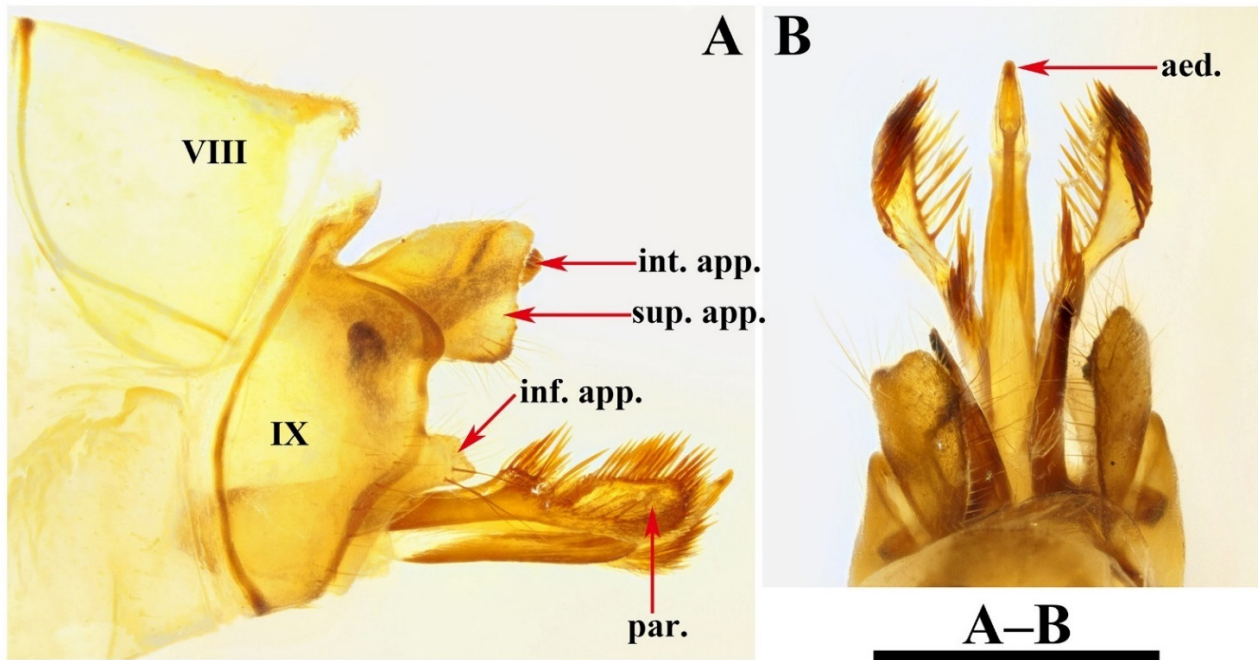 A
VIII
int. app.
sup. app.
inf. app.
IX
par.
B
aed.
A–B